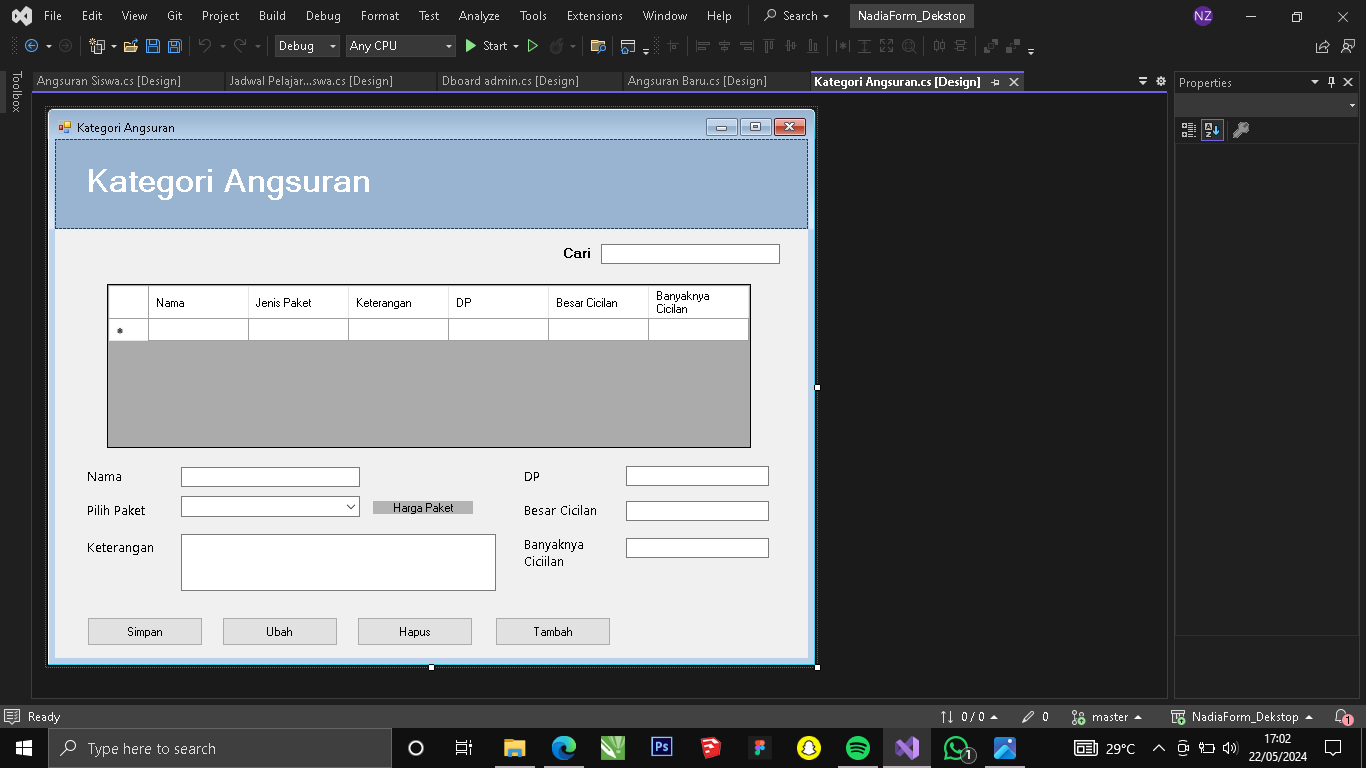 File Edit View Git Project Build Debug Format Test Analyze Tools Extensions Window Help Search NadiaForm_Dekstop NZ
Debug Any CPU Start
Toolbox
Angsuran Siswa.cs [Design] Jadwal Pelajar...swa.cs [Design] Dboard admin.cs [Design] Angsuran Baru.cs [Design] Kategori Angsuran.cs [Design]
Properties
Kategori Angsuran
Kategori Angsuran
Cari
Nama Jenis Paket Keterangan DP Besar Cicilan Banyaknya
Cicilan
Nama
Pilih Paket Harga Paket
Keterangan
DP
Besar Cicilan
Banyaknya
Ciciilan
Simpan Ubah Hapus Tambah
Ready 0 / 0 0 master NadiaForm_Dekstop 1
Type here to search Ps 1 29°C 17:02
22/05/2024